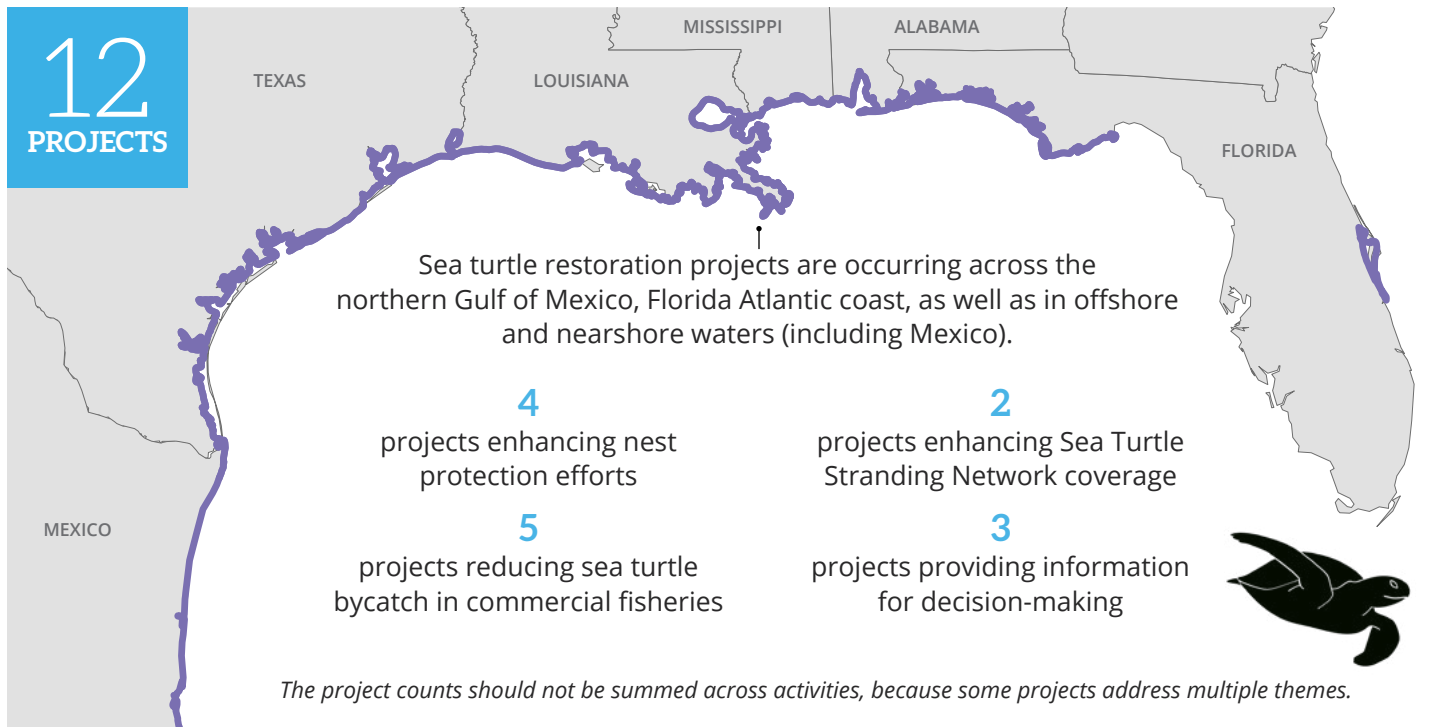 12
PROJECTS
MISSISSIPPI
ALABAMA
TEXAS
LOUISIANA
FLORIDA
Sea turtle restoration projects are occurring across the
northern Gulf of Mexico, Florida Atlantic coast, as well as in offshore
and nearshore waters (including Mexico).
4
projects enhancing nest
protection efforts
2
projects enhancing Sea Turtle
Stranding Network coverage
MEXICO
5
projects reducing sea turtle
bycatch in commercial fisheries
3
projects providing information
for decision-making
The project counts should not be summed across activities, because some projects address multiple themes.